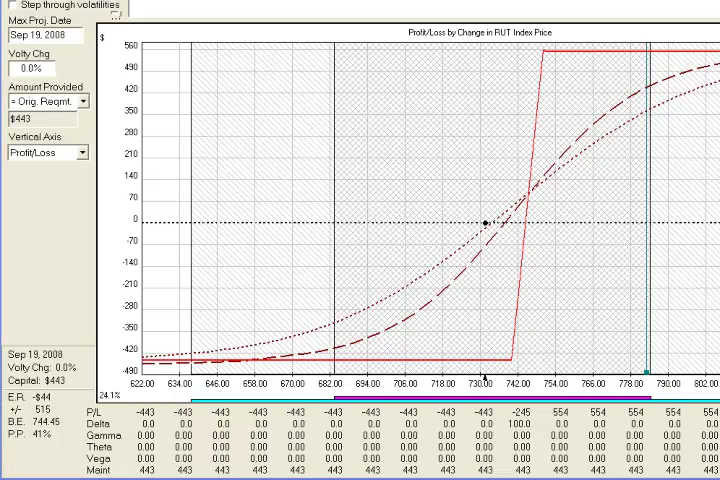 Step through volatilities
Max Proj. Date
Sep 19, 2008
Volty Chg
0.0%
Amount Provided
= Orig. Reqmt.
$443
Vertical Axis
Profit/Loss
Profit/Loss by Change in RUT Index Price
$
560
490
420
350
280
210
140
70
0
-70
-140
-210
-280
-350
-420
-490
622.00 634.00 646.00 658.00 670.00 682.00 694.00 706.00 718.00 730.00 742.00 754.00 766.00 778.00 790.00 802.00
24.1%
Sep 19, 2008
Volty Chg: 0.0%
Capital: $443
E.R. -$44
+/- 515
B.E. 744.45
P.P. 41%
P/L -443 -443 -443 -443 -443 -443 -443 -443 -443 -443 -245 554 554 554 554 554
Delta 0.0 0.0 0.0 0.0 0.0 0.0 0.0 0.0 0.0 0.0 100.0 0.0 0.0 0.0 0.0 0.0
Gamma 0.00 0.00 0.00 0.00 0.00 0.00 0.00 0.00 0.00 0.00 0.00 0.00 0.00 0.00 0.00 0.00
Theta 0.00 0.00 0.00 0.00 0.00 0.00 0.00 0.00 0.00 0.00 0.00 0.00 0.00 0.00 0.00 0.00
Vega 0.00 0.00 0.00 0.00 0.00 0.00 0.00 0.00 0.00 0.00 0.00 0.00 0.00 0.00 0.00 0.00
Maint 443 443 443 443 443 443 443 443 443 443 443 443 443 443 443 443